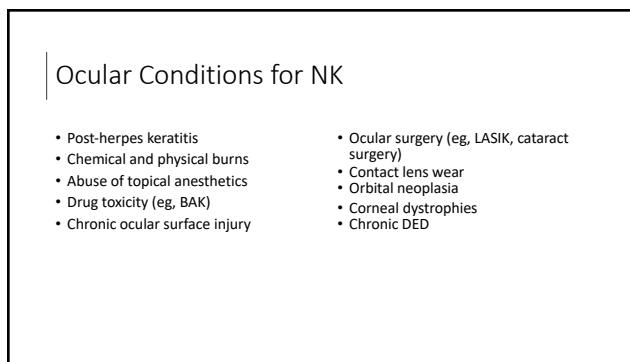 Ocular Conditions for NK
• Post-herpes keratitis
• Chemical and physical burns
• Abuse of topical anesthetics
• Drug toxicity (eg, BAK)
• Chronic ocular surface injury
• Ocular surgery (eg, LASIK, cataract
surgery)
• Contact lens wear
• Orbital neoplasia
• Corneal dystrophies
• Chronic DED